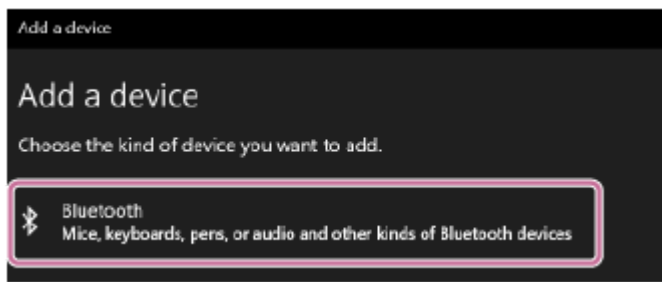 Add a device
Add a device
Choose the kind of device you want to add.
Bluetooth
Mice, keyboards, pens, or audio and other kinds of Bluetooth devices